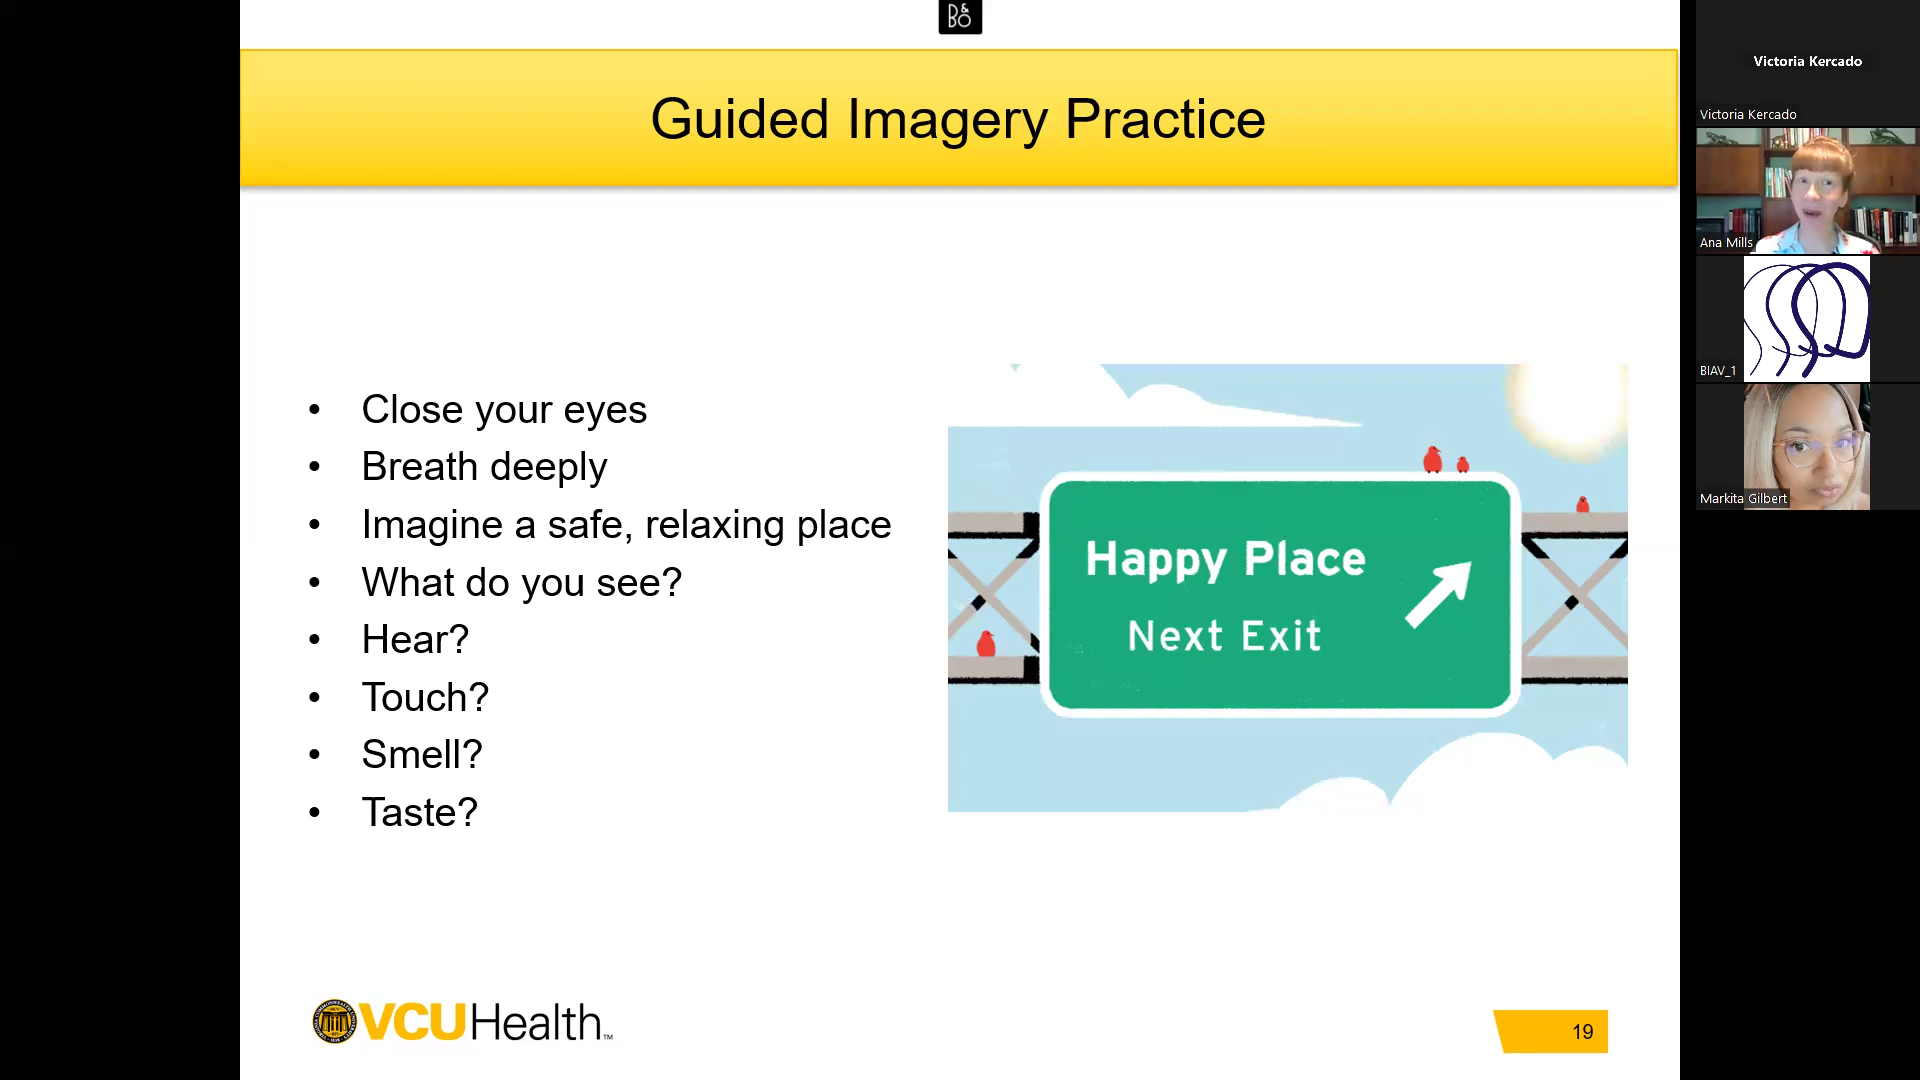 B&O
Guided Imagery Practice
• Close your eyes
• Breath deeply
• Imagine a safe, relaxing place
• What do you see?
• Hear?
• Touch?
• Smell?
• Taste?
Happy Place
Next Exit
VCUHealth™
19
Victoria Kercado
Victoria Kercado
Ana Mills
BIAV_1
Markita Gilbert